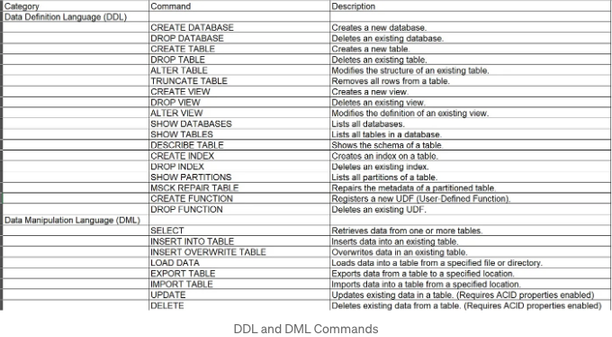 Category Command Description
Data Definition Language (DDL)
CREATE DATABASE Creates a new database.
DROP DATABASE Deletes an existing database.
CREATE TABLE Creates a new table.
DROP TABLE Deletes an existing table.
ALTER TABLE Modifies the structure of an existing table.
TRUNCATE TABLE Removes all rows from a table.
CREATE VIEW Creates a new view.
DROP VIEW Deletes an existing view.
ALTER VIEW Modifies the definition of an existing view.
SHOW DATABASES Lists all databases.
SHOW TABLES Lists all tables in a database.
DESCRIBE TABLE Shows the schema of a table.
CREATE INDEX Creates an index on a table.
DROP INDEX Deletes an existing index.
SHOW PARTITIONS Lists all partitions of a table.
MSCK REPAIR TABLE Repairs the metadata of a partitioned table.
CREATE FUNCTION Registers a new UDF (User-Defined Function).
DROP FUNCTION Deletes an existing UDF.
Data Manipulation Language (DML)
SELECT Retrieves data from one or more tables.
INSERT INTO TABLE Inserts data into an existing table.
INSERT OVERWRITE TABLE Overwrites data in an existing table.
LOAD DATA Loads data into a table from a specified file or directory.
EXPORT TABLE Exports data from a table to a specified location.
IMPORT TABLE Imports data into a table from a specified location.
UPDATE Updates existing data in a table. (Requires ACID properties enabled)
DELETE Deletes existing data from a table. (Requires ACID properties enabled)
DDL and DML Commands